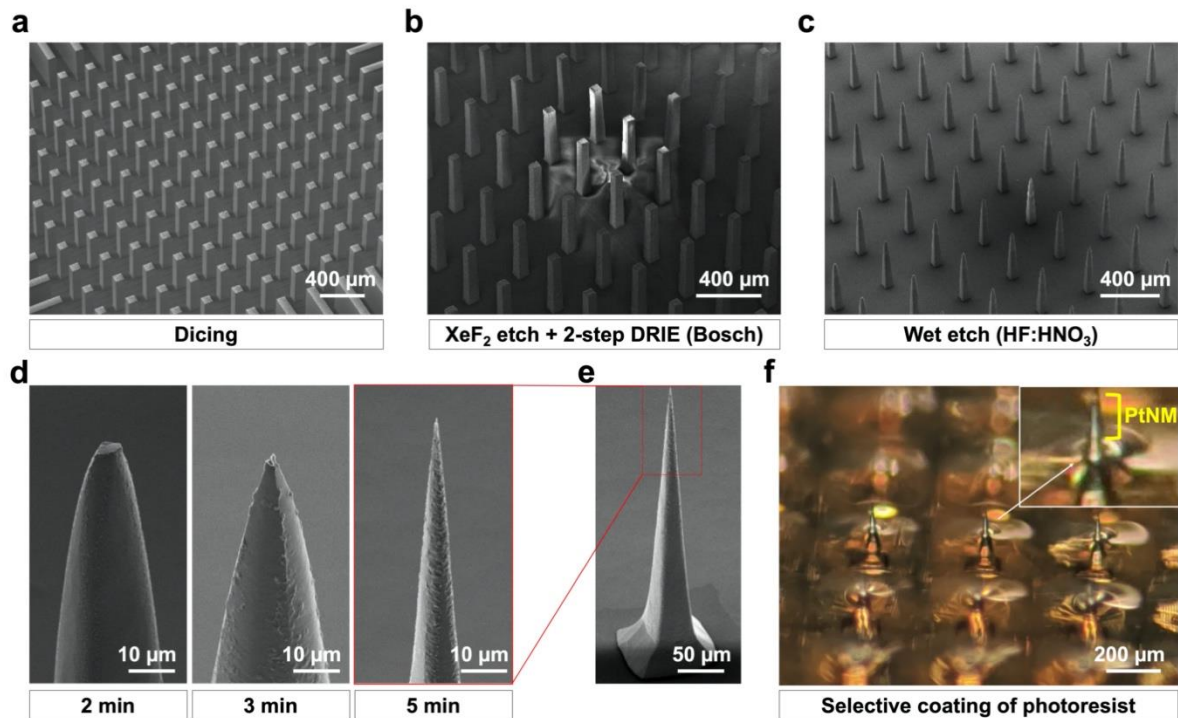 a
b
c
400 µm
400 µm
400 µm
Dicing
XeF₂ etch + 2-step DRIE (Bosch)
Wet etch (HF:HNO₃)
d
e
f
PtNM
10 µm
10 µm
10 µm
50 µm
200 µm
2 min
3 min
5 min
Selective coating of photoresist